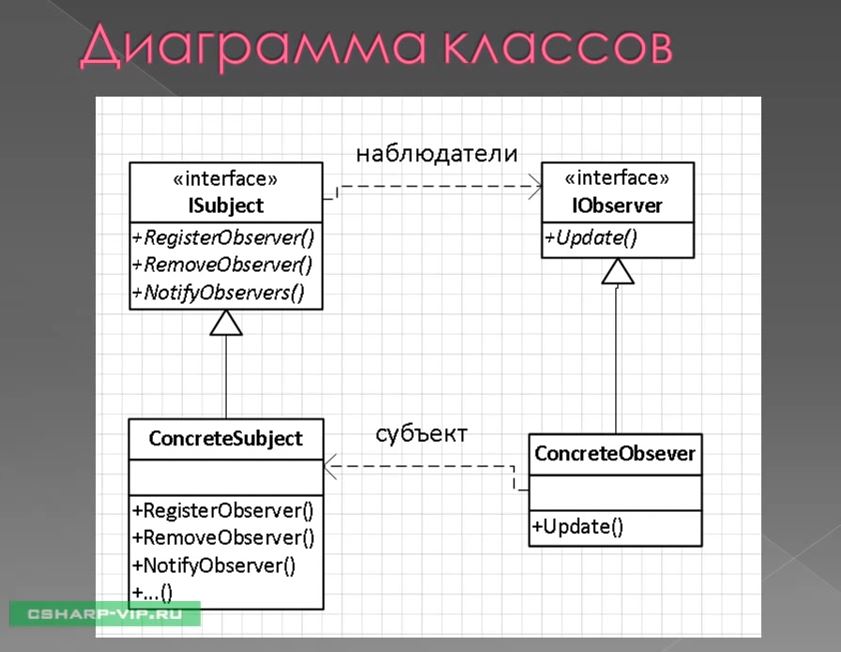 Диаграмма классов
наблюдатели
«interface»
ISubject
+RegisterObserver()
+RemoveObserver()
+NotifyObservers()
«interface»
IObserver
+Update()
субъект
ConcreteSubject
+RegisterObserver()
+RemoveObserver()
+NotifyObserver()
+...()
ConcreteObsever
+Update()
CSHARP-VIP.RU